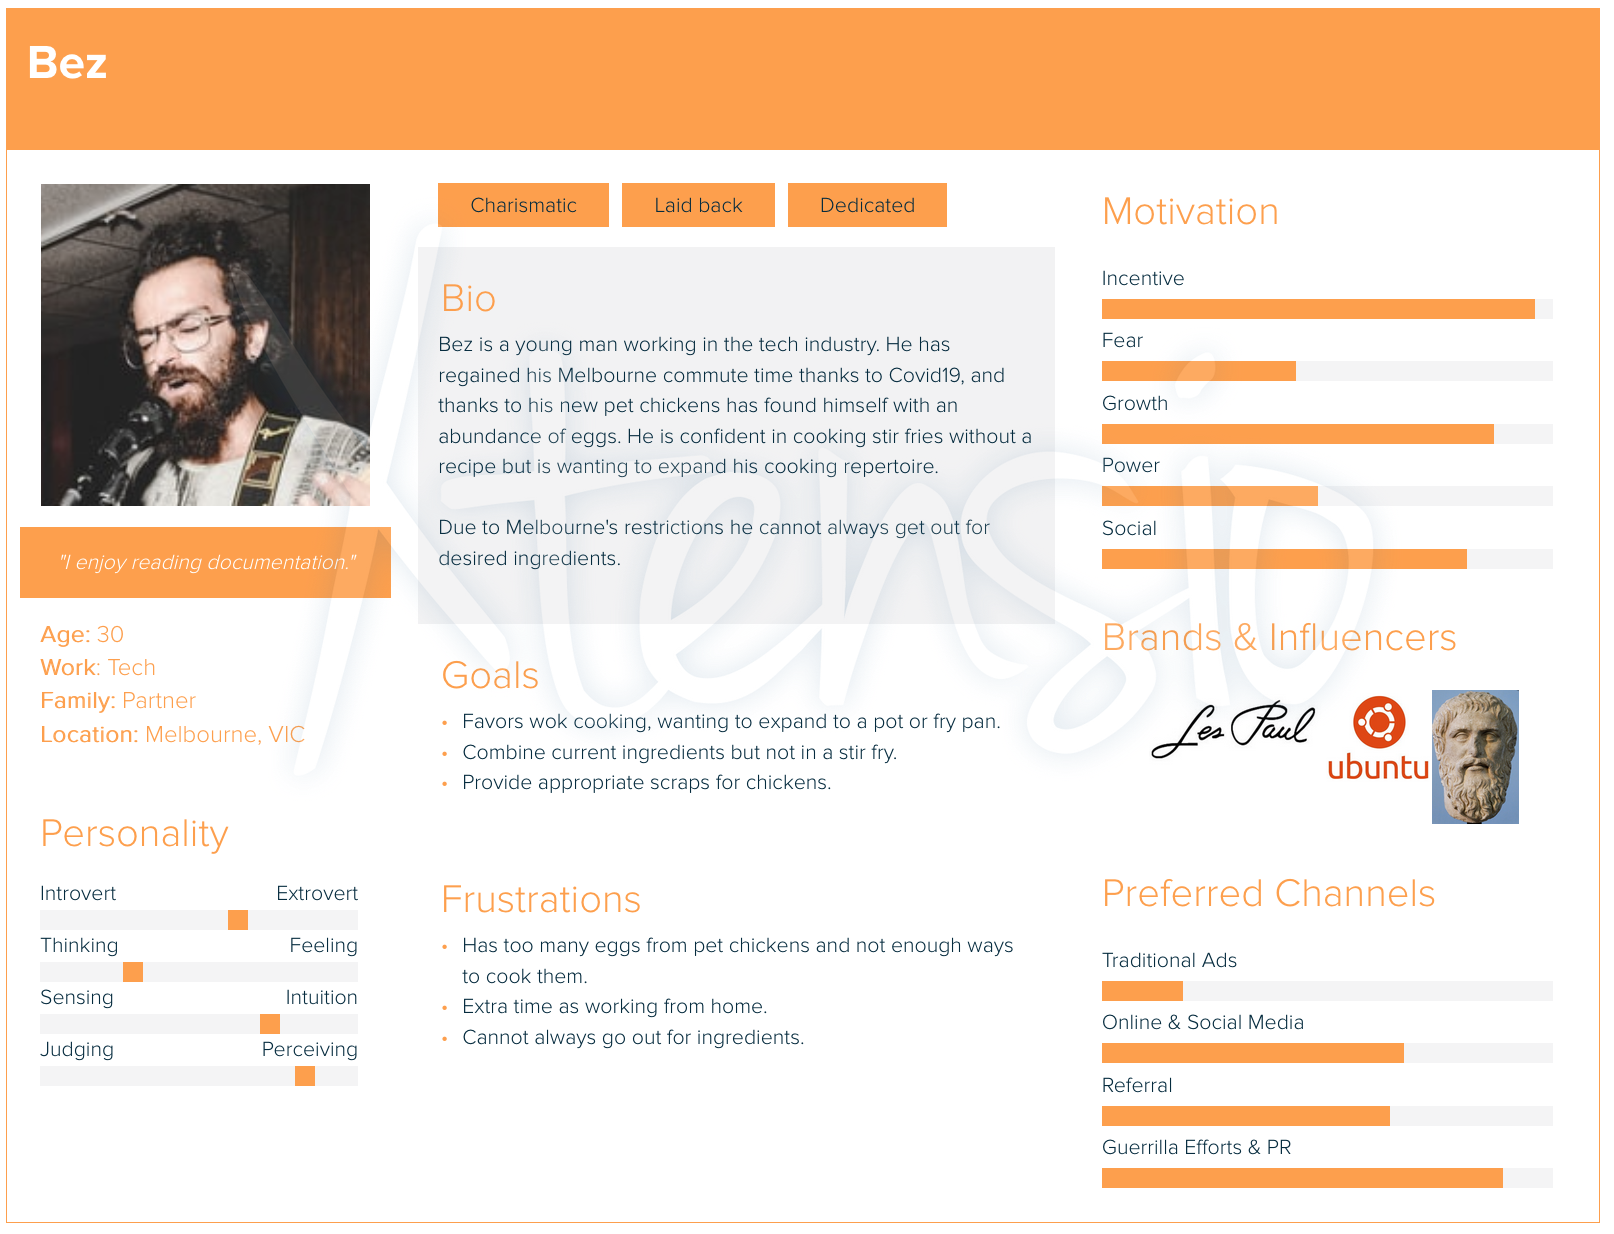 Bez
Charismatic
Laid back
Dedicated
"I enjoy reading documentation."
Age: 30
Work: Tech
Family: Partner
Location: Melbourne, VIC
Personality
Introvert Extrovert
Thinking Feeling
Sensing Intuition
Judging Perceiving
Bio
Bez is a young man working in the tech industry. He has
regained his Melbourne commute time thanks to Covid19, and
thanks to his new pet chickens has found himself with an
abundance of eggs. He is confident in cooking stir fries without a
recipe but is wanting to expand his cooking repertoire.
Due to Melbourne's restrictions he cannot always get out for
desired ingredients.
Goals
• Favors wok cooking, wanting to expand to a pot or fry pan.
• Combine current ingredients but not in a stir fry.
• Provide appropriate scraps for chickens.
Frustrations
• Has too many eggs from pet chickens and not enough ways
to cook them.
• Extra time as working from home.
• Cannot always go out for ingredients.
Motivation
Incentive
Fear
Growth
Power
Social
Brands & Influencers
Les Paul
ubuntu
Preferred Channels
Traditional Ads
Online & Social Media
Referral
Guerrilla Efforts & PR
Xtensio